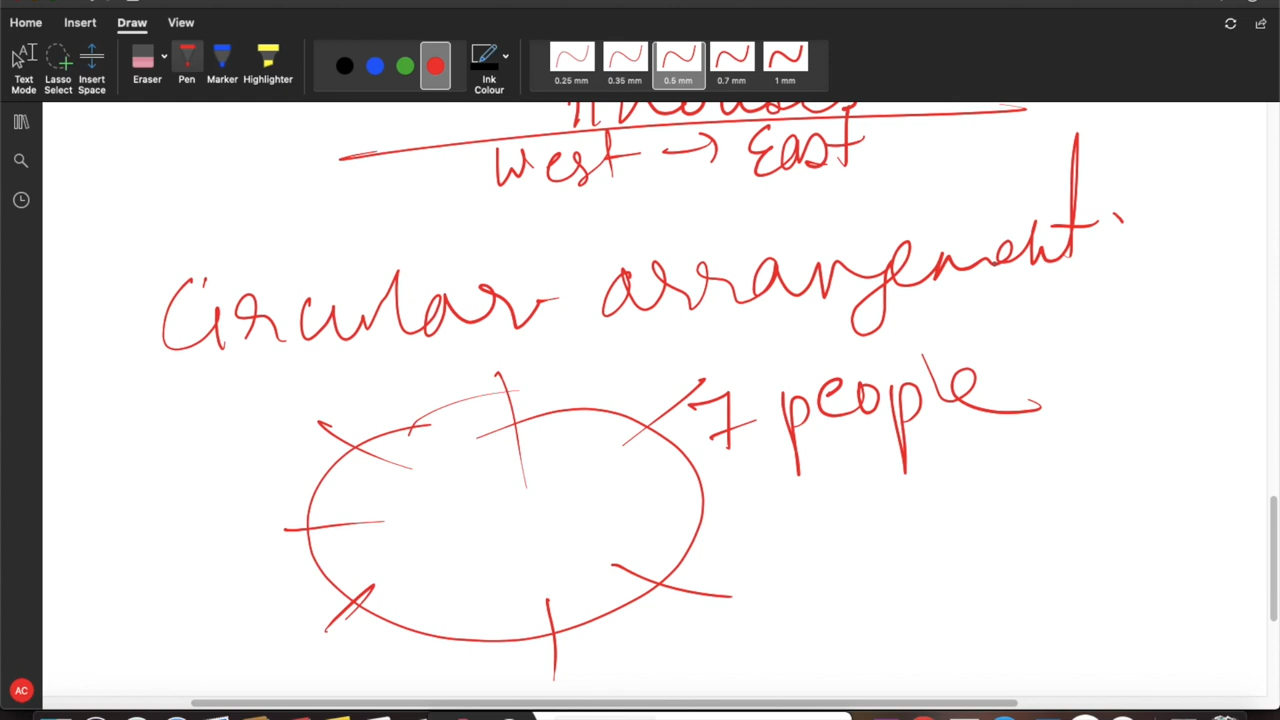 Home Insert Draw View
Text Mode Lasso Select Insert Space Eraser Pen Marker Highlighter Ink Colour 0.25 mm 0.35 mm 0.5 mm 0.7 mm 1 mm
West → East
Circular arrangement
7 people
AC